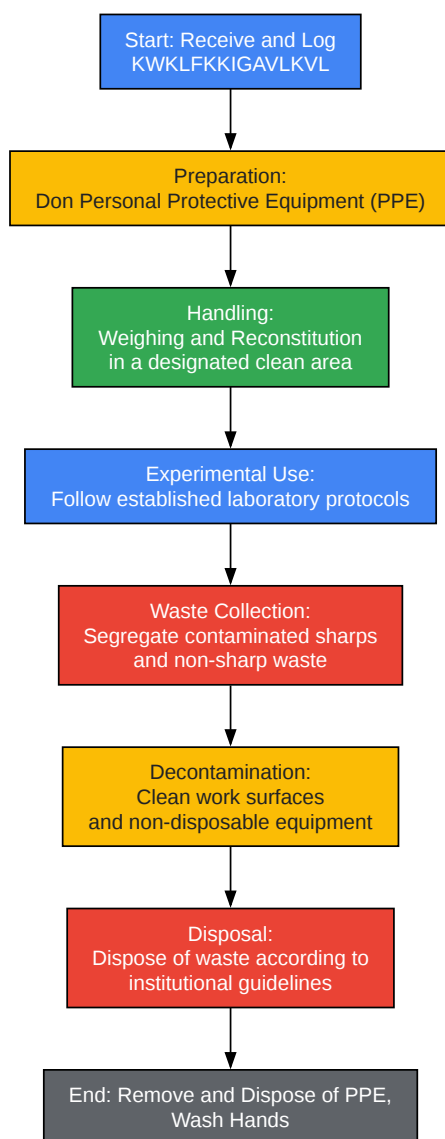 Start: Receive and Log
KWKLFKKIGAVLKVL
Preparation:
Don Personal Protective Equipment (PPE)
Handling:
Weighing and Reconstitution
in a designated clean area
Experimental Use:
Follow established laboratory protocols
Waste Collection:
Segregate contaminated sharps
and non-sharp waste
Decontamination:
Clean work surfaces
and non-disposable equipment
Disposal:
Dispose of waste according to
institutional guidelines
End: Remove and Dispose of PPE,
Wash Hands